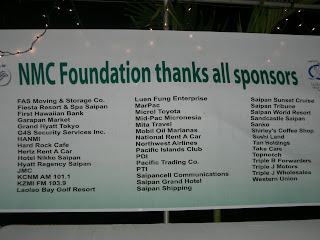 NMC Foundation thanks all sponsors
FAS Moving & Storage Co.
Fiesta Resort & Spa Saipan
First Hawaiian Bank
Garapan Market
Grand Hyatt Tokyo
G4S Security Services Inc.
HANMI
Hard Rock Cafe
Hertz Rent A Car
Hotel Nikko Saipan
Hyatt Regency Saipan
JMC
KCNM AM 101.1
KZMI FM 103.9
Laolao Bay Golf Resort
Luan Fung Enterprise
MarPac
Microl Toyota
Mid-Pac Micronesia
Mita Travel
Mobil Oil Marianas
National Rent A Car
Northwest Airlines
Pacific Islands Club
PDI
Pacific Trading Co.
PTI
Saipancell Communications
Saipan Grand Hotel
Saipan Shipping
Saipan Sunset Cruise
Saipan Tribune
Saipan World Resort
Sandcastle Saipan
Sanko
Shirley's Coffee Shop
Sushi Land
Tan Holdings
Take Care
Topnotch
Triple B Forwarders
Triple J Motors
Triple J Wholesales
Western Union